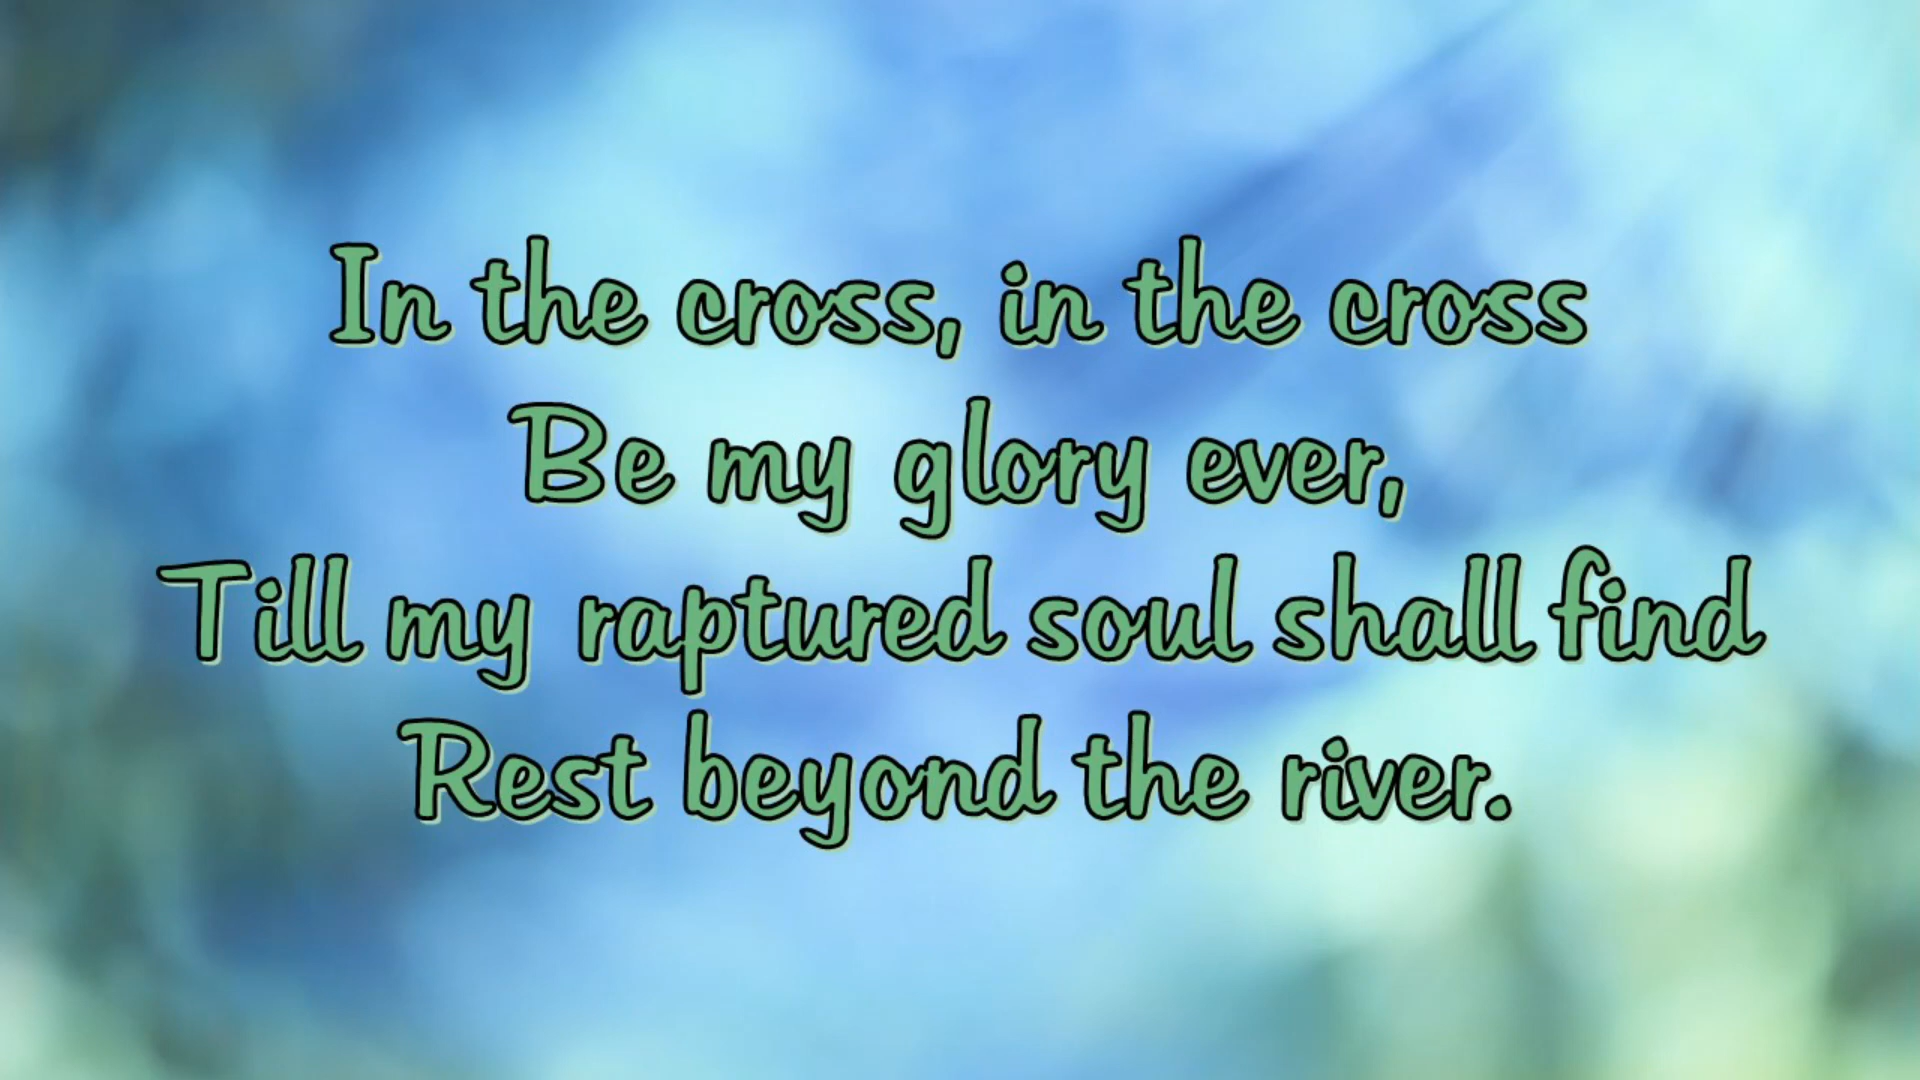 In the cross, in the cross
Be my glory ever,
Till my raptured soul shall find
Rest beyond the river.